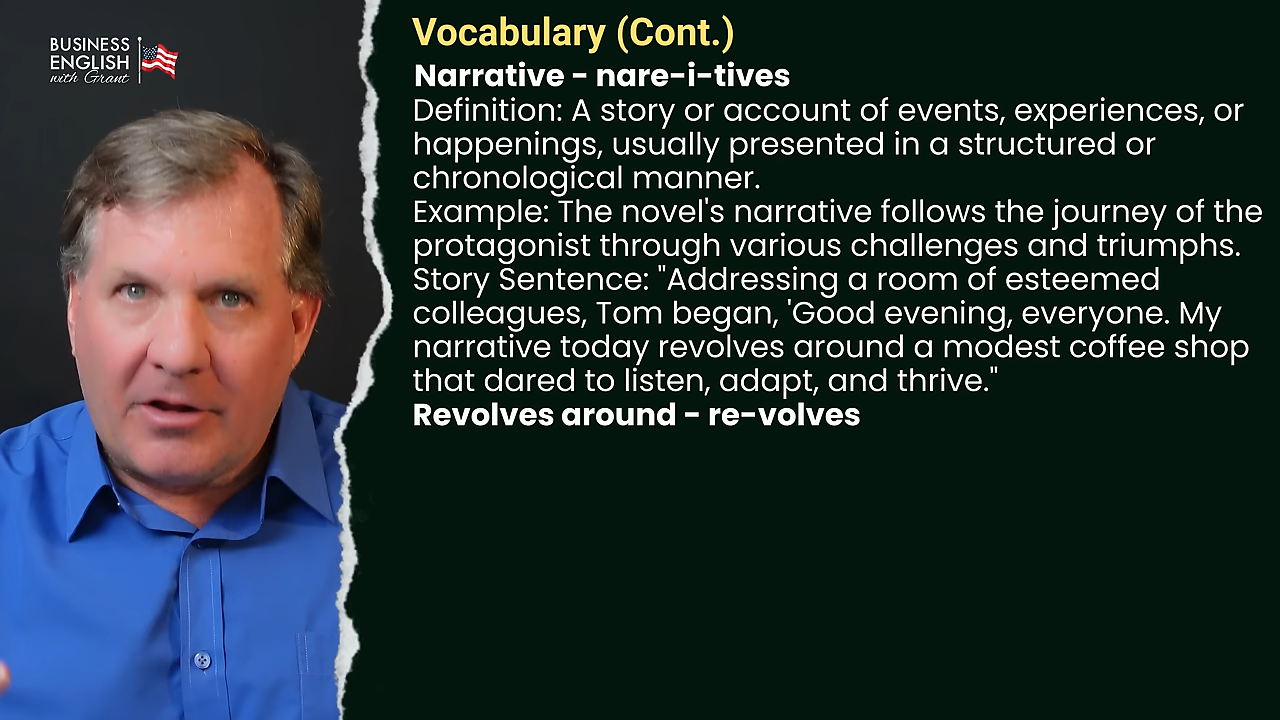 BUSINESS
ENGLISH
with Grant
Vocabulary (Cont.)
Narrative - nare-i-tives
Definition: A story or account of events, experiences, or
happenings, usually presented in a structured or
chronological manner.
Example: The novel's narrative follows the journey of the
protagonist through various challenges and triumphs.
Story Sentence: "Addressing a room of esteemed
colleagues, Tom began, 'Good evening, everyone. My
narrative today revolves around a modest coffee shop
that dared to listen, adapt, and thrive."
Revolves around - re-volves